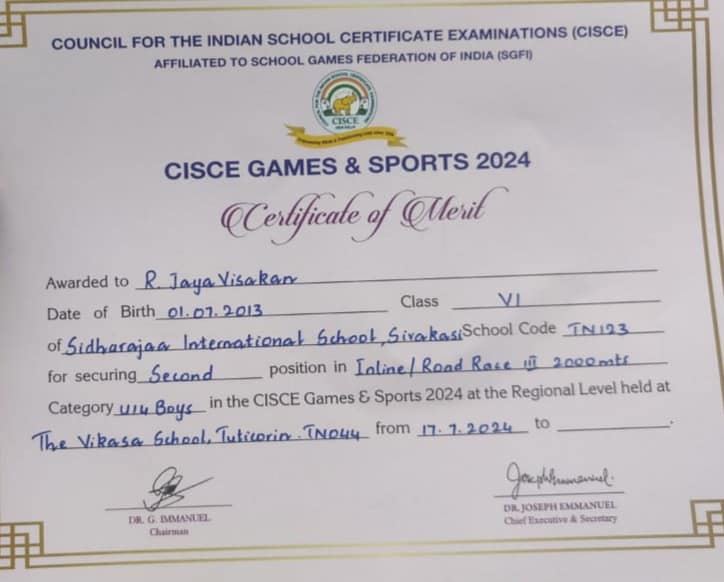 COUNCIL FOR THE INDIAN SCHOOL CERTIFICATE EXAMINATIONS (CISCE)
AFFILIATED TO SCHOOL GAMES FEDERATION OF INDIA (SGFI)
CISCE
CISCE GAMES & SPORTS 2024
Certificate of Merit
Awarded to R. Jaya Visakan
Date of Birth 01.07.2013 Class VI
of Sidharajaa International School, Sivakasi School Code TN123
for securing Second position in Inline/Road Race III 2000mts
Category U14 Boys in the CISCE Games & Sports 2024 at the Regional Level held at
The Vikasa School, Tuticorin. TN044 from 17.7.2024 to .
DR. G. IMMANUEL
Chairman
Joseph Emmanuel.
DR. JOSEPH EMMANUEL
Chief Executive & Secretary